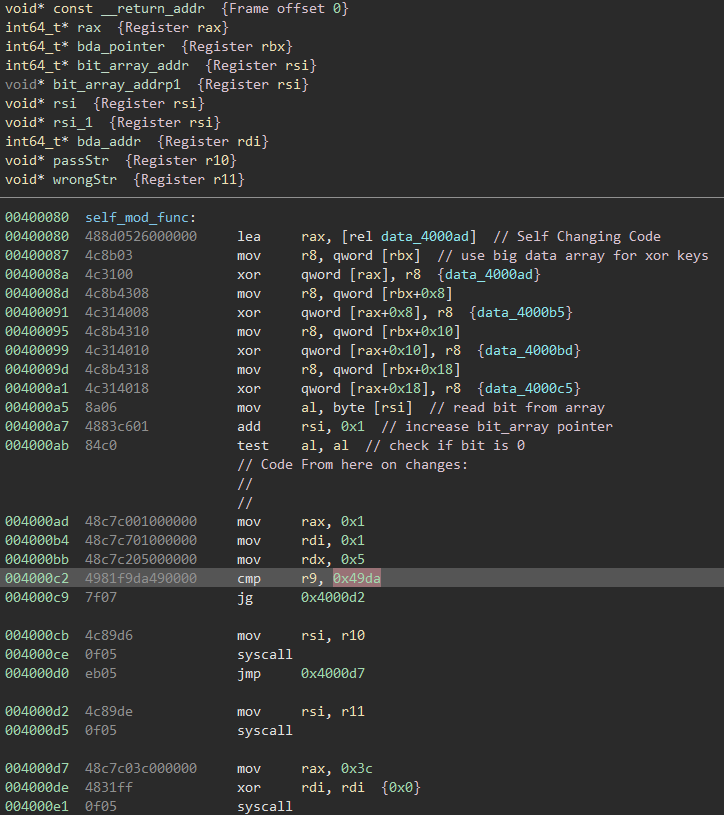 void* const __return_addr  {Frame offset 0}
int64_t* rax  {Register rax}
int64_t* bda_pointer  {Register rbx}
int64_t* bit_array_addr  {Register rsi}
void* bit_array_addrp1  {Register rsi}
void* rsi  {Register rsi}
void* rsi_1  {Register rsi}
int64_t* bda_addr  {Register rdi}
void* passStr  {Register r10}
void* wrongStr  {Register r11}
00400080  self_mod_func:
00400080  488d0526000000     lea     rax, [rel data_4000ad]  // Self Changing Code
00400087  4c8b03             mov     r8, qword [rbx]  // use big data array for xor keys
0040008a  4c3100             xor     qword [rax], r8  {data_4000ad}
0040008d  4c8b4308           mov     r8, qword [rbx+0x8]
00400091  4c314008           xor     qword [rax+0x8], r8  {data_4000b5}
00400095  4c8b4310           mov     r8, qword [rbx+0x10]
00400099  4c314010           xor     qword [rax+0x10], r8  {data_4000bd}
0040009d  4c8b4318           mov     r8, qword [rbx+0x18]
004000a1  4c314018           xor     qword [rax+0x18], r8  {data_4000c5}
004000a5  8a06               mov     al, byte [rsi]  // read bit from array
004000a7  4883c601           add     rsi, 0x1  // increase bit_array pointer
004000ab  84c0               test    al, al  // check if bit is 0
// Code From here on changes:
//
//
004000ad  48c7c001000000     mov     rax, 0x1
004000b4  48c7c701000000     mov     rdi, 0x1
004000bb  48c7c205000000     mov     rdx, 0x5
004000c2  4981f9da490000     cmp     r9, 0x49da
004000c9  7f07               jg      0x4000d2
004000cb  4c89d6             mov     rsi, r10
004000ce  0f05               syscall
004000d0  eb05               jmp     0x4000d7
004000d2  4c89de             mov     rsi, r11
004000d5  0f05               syscall
004000d7  48c7c03c000000     mov     rax, 0x3c
004000de  4831ff             xor     rdi, rdi  {0x0}
004000e1  0f05               syscall